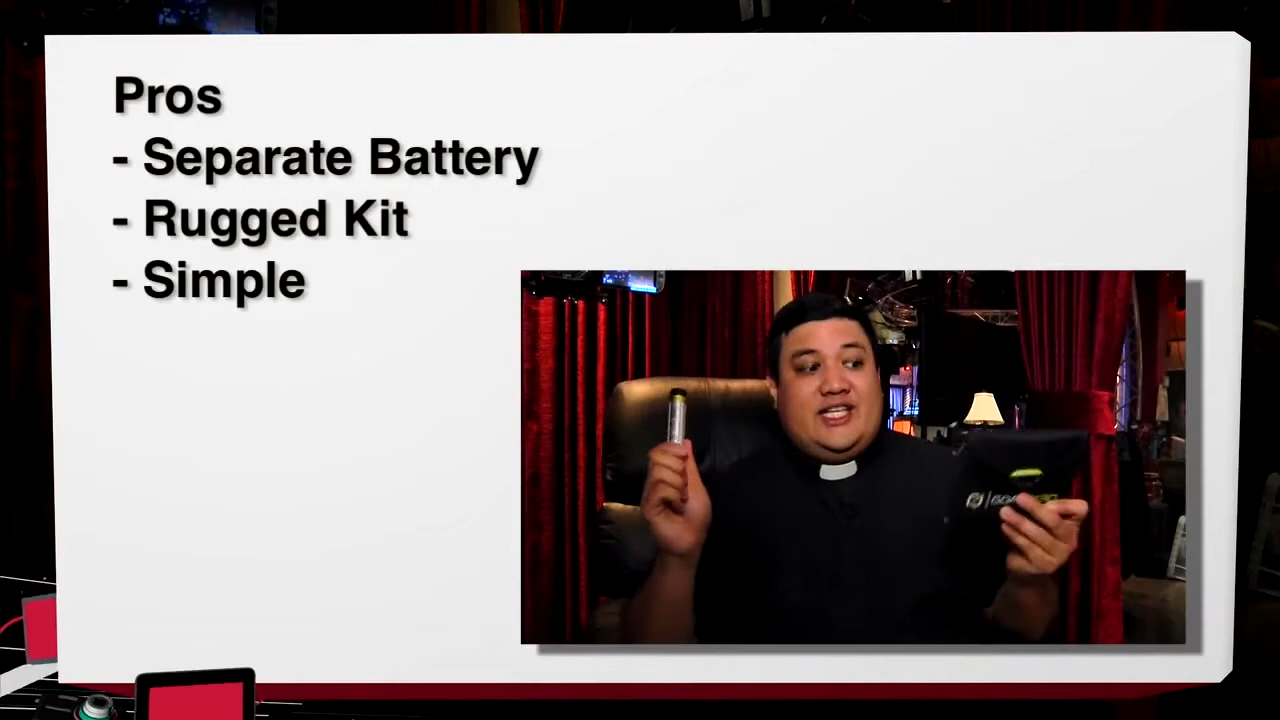 Pros
- Separate Battery
- Rugged Kit
- Simple